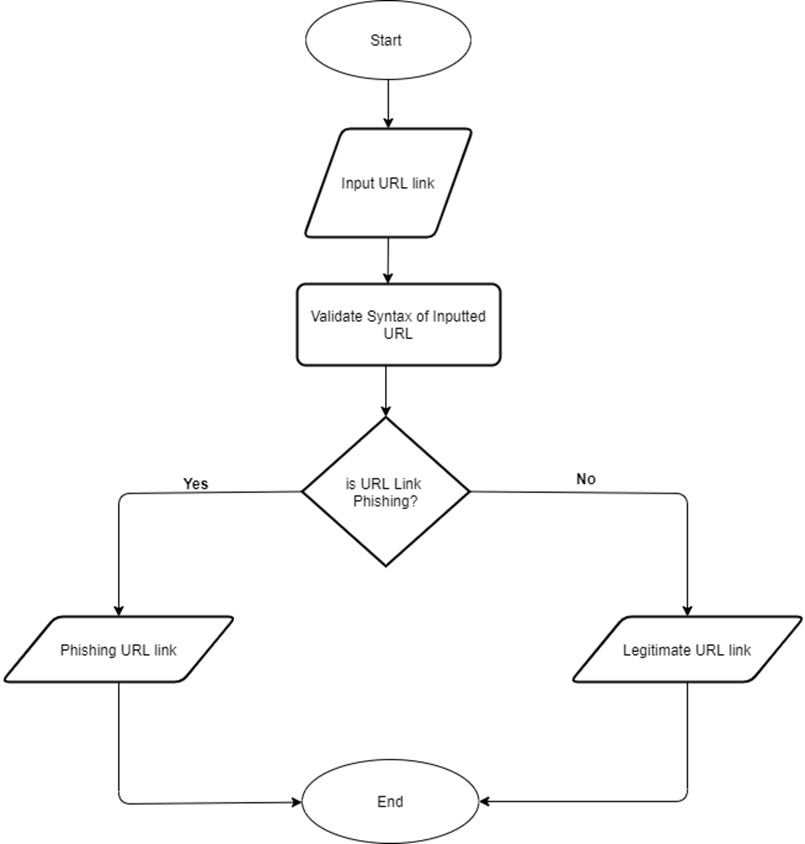 Start
Input URL link
Validate Syntax of Inputted
URL
is URL Link
Phishing?
Yes
No
Phishing URL link
Legitimate URL link
End